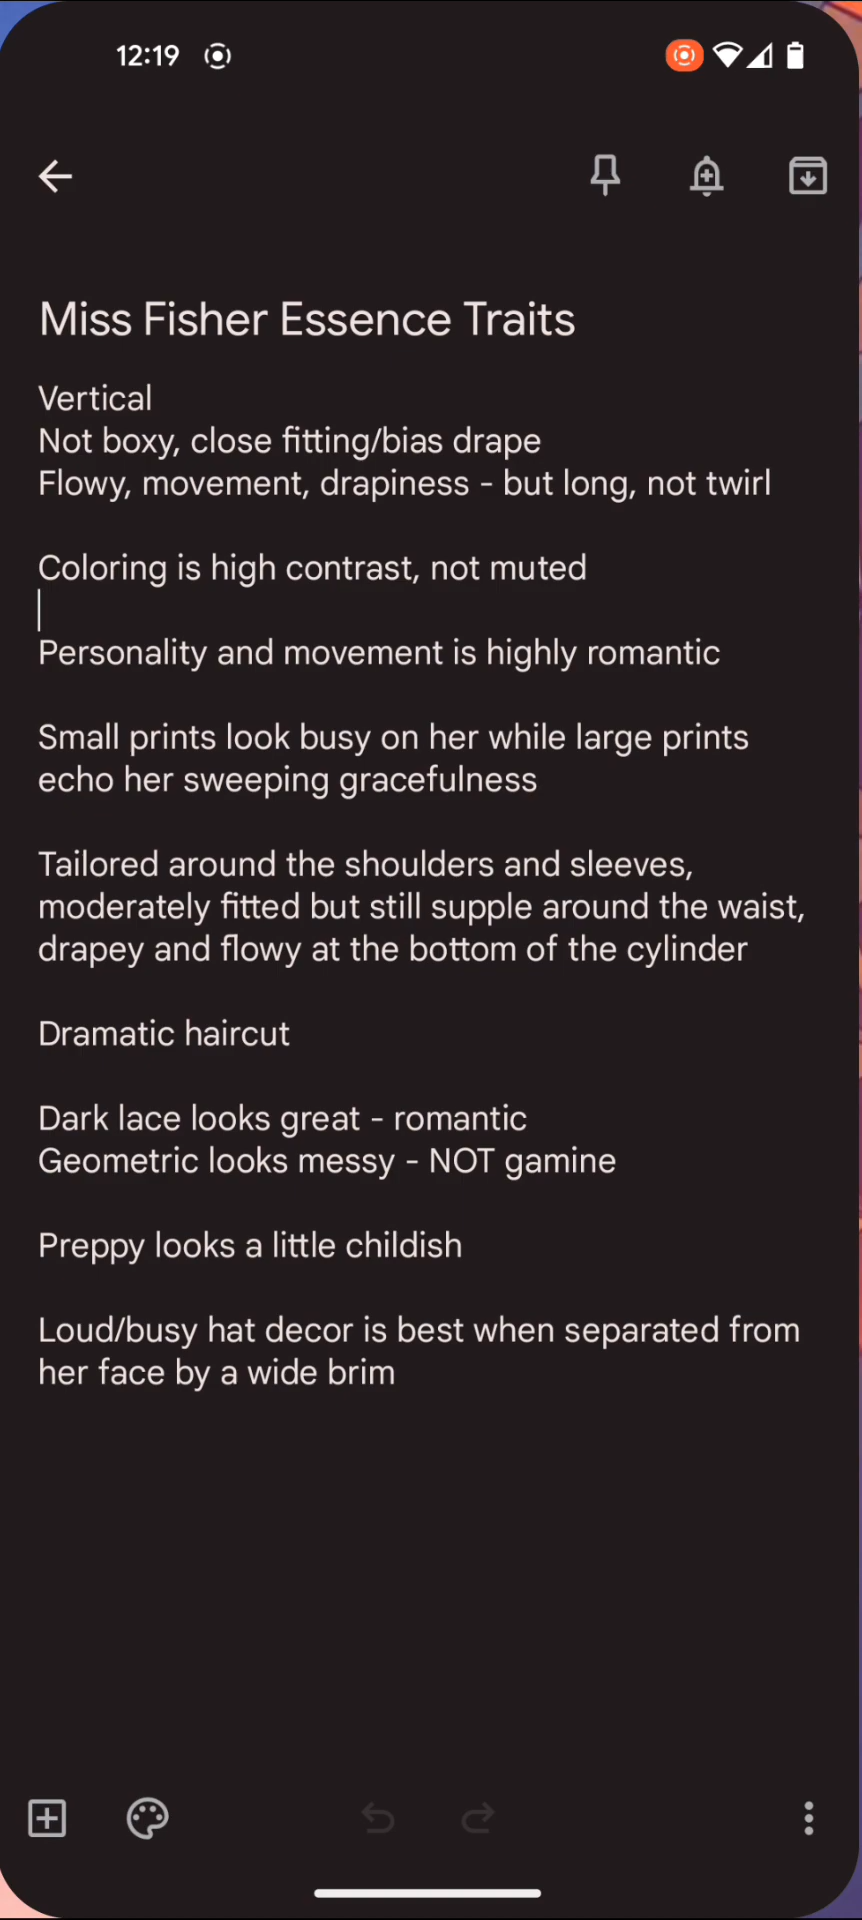 12:19
Miss Fisher Essence Traits
Vertical
Not boxy, close fitting/bias drape
Flowy, movement, drapiness - but long, not twirl
Coloring is high contrast, not muted
Personality and movement is highly romantic
Small prints look busy on her while large prints
echo her sweeping gracefulness
Tailored around the shoulders and sleeves,
moderately fitted but still supple around the waist,
drapey and flowy at the bottom of the cylinder
Dramatic haircut
Dark lace looks great - romantic
Geometric looks messy - NOT gamine
Preppy looks a little childish
Loud/busy hat decor is best when separated from
her face by a wide brim